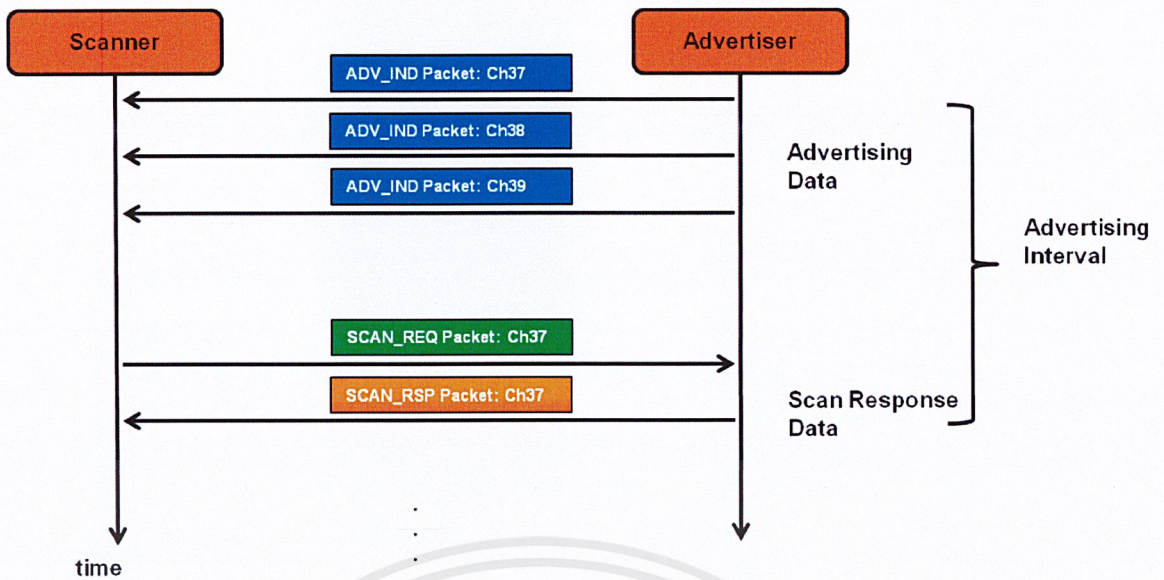 Scanner
Advertiser
ADV_IND Packet: Ch37
ADV_IND Packet: Ch38
ADV_IND Packet: Ch39
Advertising
Data
Advertising
Interval
SCAN_REQ Packet: Ch37
SCAN_RSP Packet: Ch37
Scan Response
Data
time